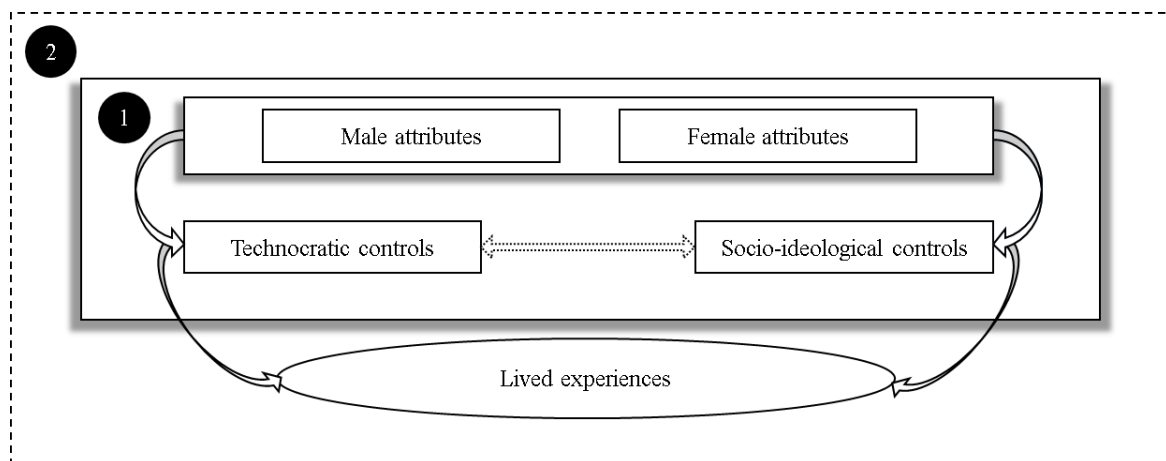 2
1
Male attributes
Female attributes
Technocratic controls
Socio-ideological controls
Lived experiences